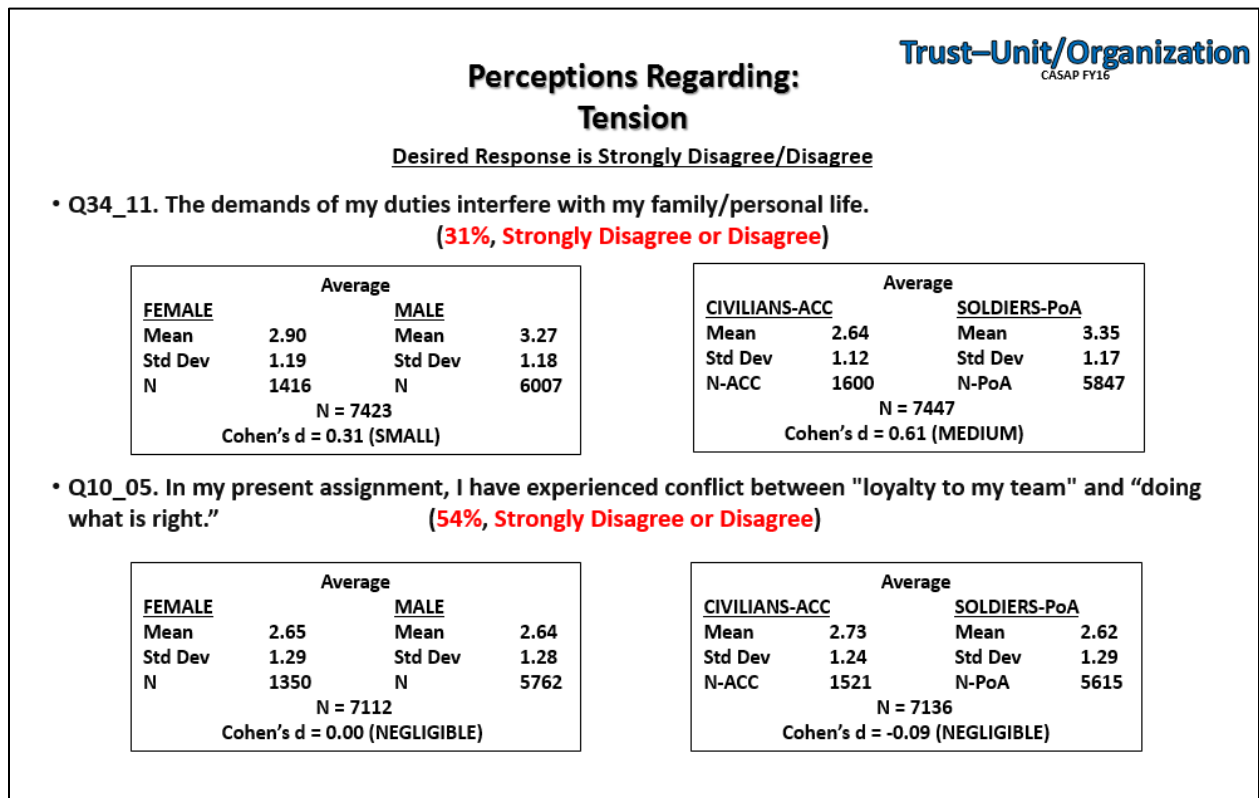 Trust–Unit/Organization
CASAP FY16
Perceptions Regarding:
Tension
Desired Response is Strongly Disagree/Disagree
• Q34_11. The demands of my duties interfere with my family/personal life.
(31%, Strongly Disagree or Disagree)
Average
FEMALE MALE
Mean 2.90 Mean 3.27
Std Dev 1.19 Std Dev 1.18
N 1416 N 6007
N = 7423
Cohen's d = 0.31 (SMALL)
Average
CIVILIANS-ACC SOLDIERS-PoA
Mean 2.64 Mean 3.35
Std Dev 1.12 Std Dev 1.17
N-ACC 1600 N-PoA 5847
N = 7447
Cohen's d = 0.61 (MEDIUM)
• Q10_05. In my present assignment, I have experienced conflict between "loyalty to my team" and “doing
what is right.” (54%, Strongly Disagree or Disagree)
Average
FEMALE MALE
Mean 2.65 Mean 2.64
Std Dev 1.29 Std Dev 1.28
N 1350 N 5762
N = 7112
Cohen's d = 0.00 (NEGLIGIBLE)
Average
CIVILIANS-ACC SOLDIERS-PoA
Mean 2.73 Mean 2.62
Std Dev 1.24 Std Dev 1.29
N-ACC 1521 N-PoA 5615
N = 7136
Cohen's d = -0.09 (NEGLIGIBLE)